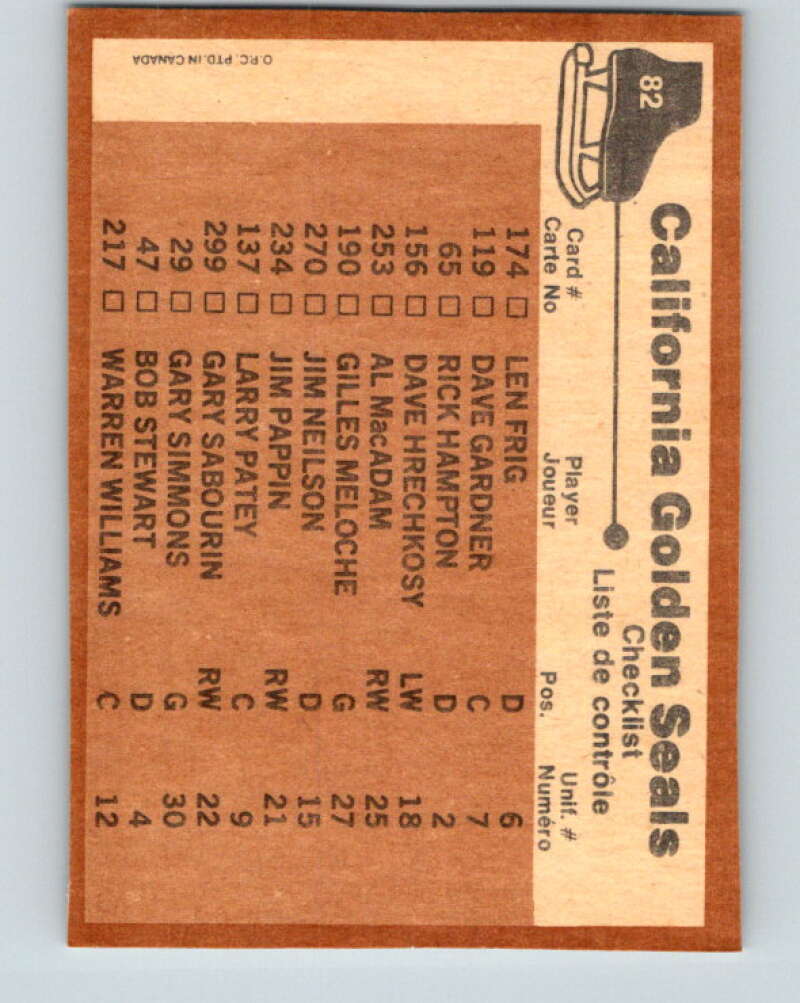 82
California Golden Seals
Checklist
Liste de contrôle
Card # Player Pos. Unif. #
Carte No Joueur Numéro
174 □ LEN FRIG D 6
119 □ DAVE GARDNER C 7
65 □ RICK HAMPTON D 2
156 □ DAVE HRECHKOSY LW 18
253 □ AL MacADAM RW 25
190 □ GILLES MELOCHE G 27
270 □ JIM NEILSON D 15
234 □ JIM PAPPIN RW 21
137 □ LARRY PATEY C 9
299 □ GARY SABOURIN RW 22
29 □ GARY SIMMONS G 30
47 □ BOB STEWART D 4
217 □ WARREN WILLIAMS C 12
O.P.C. PTD. IN CANADA